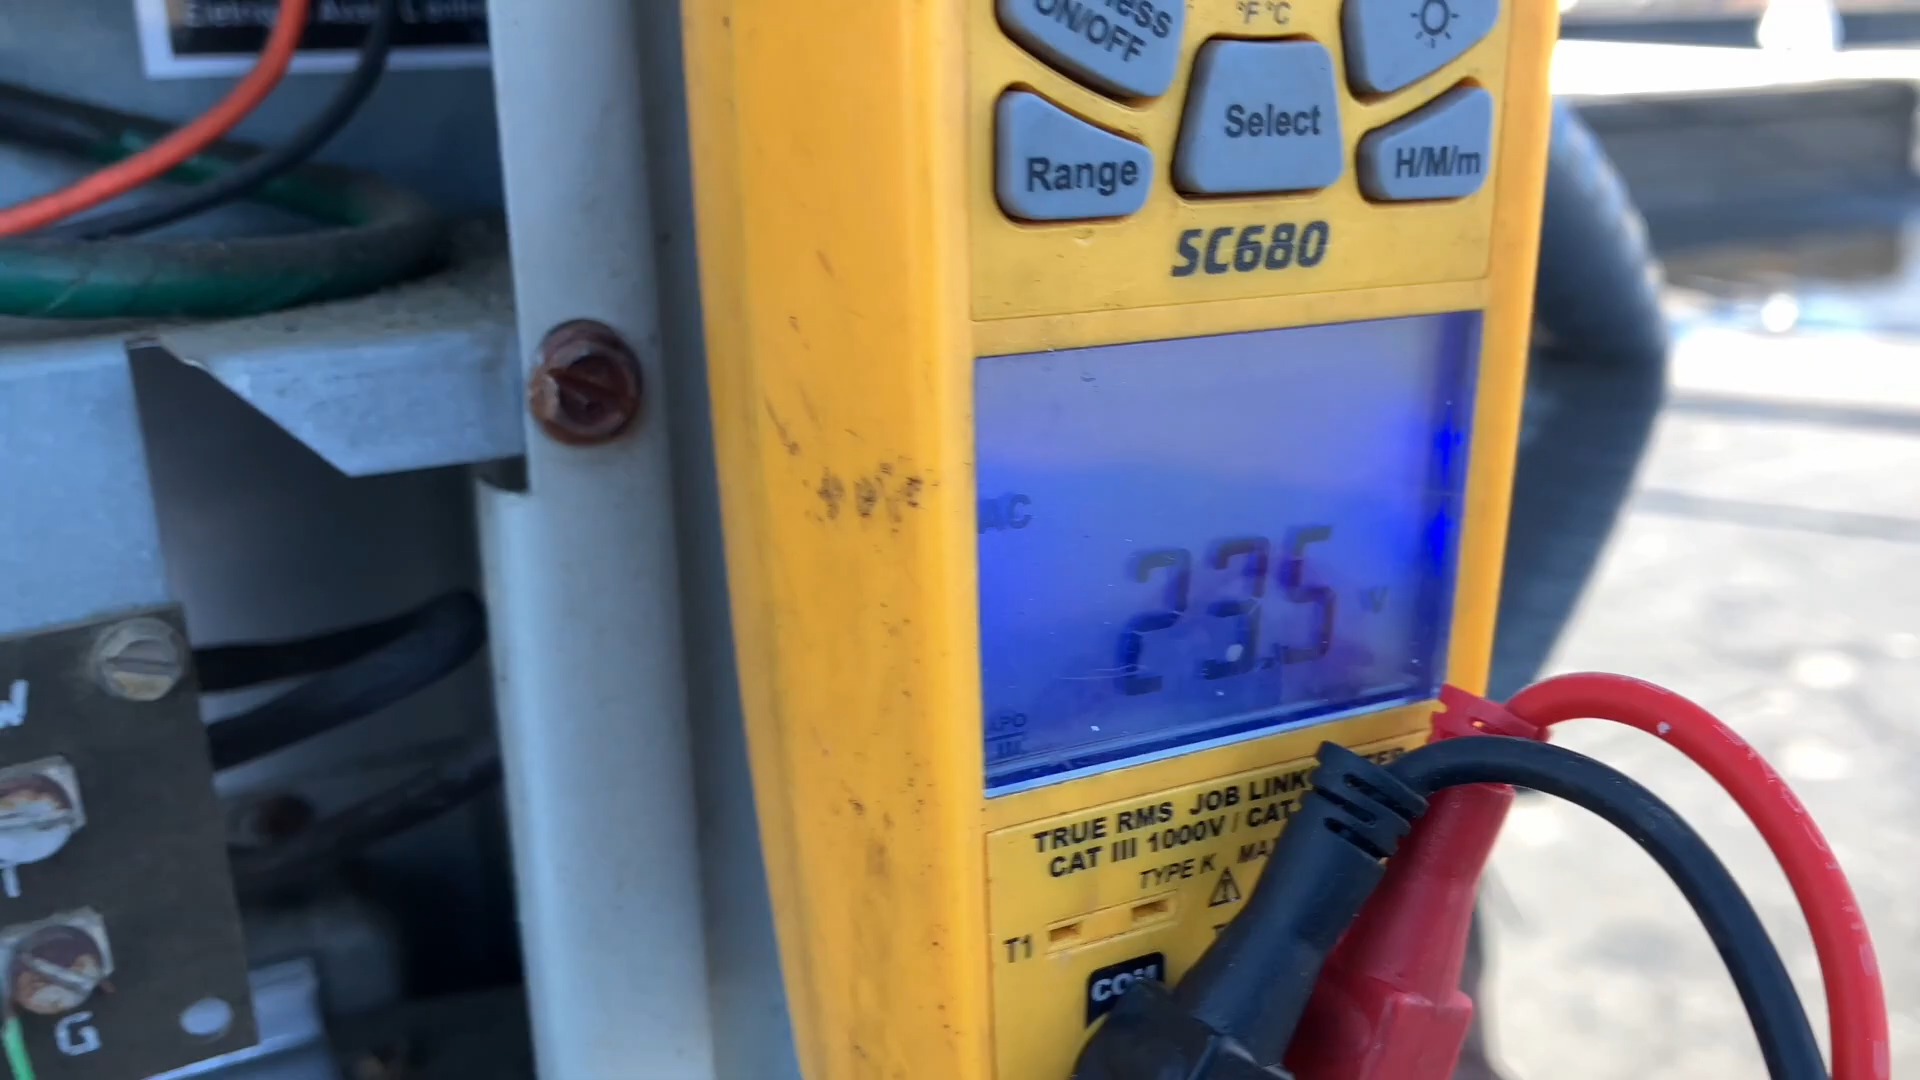 ON/OFF
°F °C
Range
Select
H/M/m
SC680
AC
23.5
V
APO
TRUE RMS JOB LINK
CAT III 1000V / CAT
TYPE K
T1
COM
W
T
G